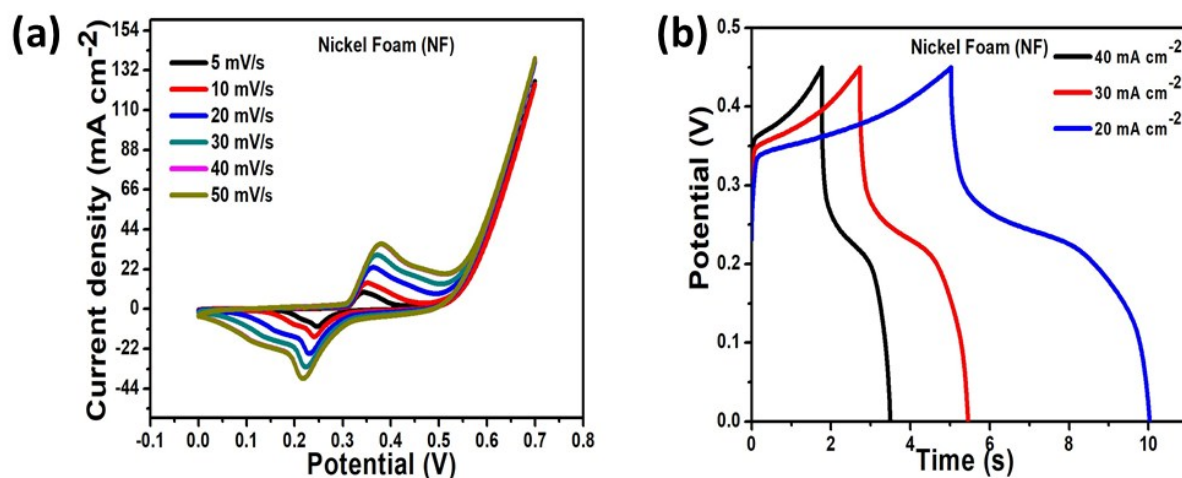 (a)
Current density (mA cm-2)
154
132
110
88
66
44
22
0
-22
-44
Nickel Foam (NF)
5 mV/s
10 mV/s
20 mV/s
30 mV/s
40 mV/s
50 mV/s
-0.1 0.0 0.1 0.2 0.3 0.4 0.5 0.6 0.7 0.8
Potential (V)
(b)
Potential (V)
0.5
0.4
0.3
0.2
0.1
0.0
Nickel Foam (NF)
40 mA cm-2
30 mA cm-2
20 mA cm-2
0 2 4 6 8 10
Time (s)